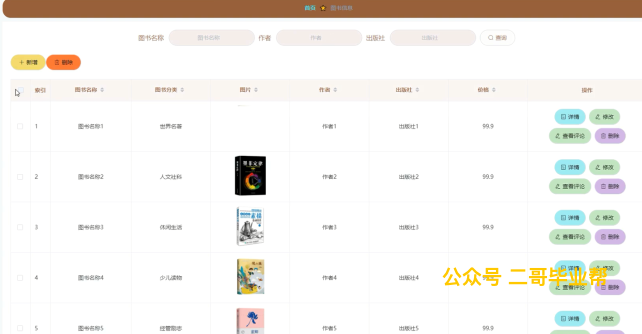 首页 图书信息
图书名称 图书名称 作者 作者 出版社 出版社 查询
新增 删除
索引 图书名称 图书分类 图片 作者 出版社 价格 操作
1 图书名称1 世界名著 作者1 出版社1 99.9 详情 修改
查看评论 删除
2 图书名称2 人文社科 作者2 出版社2 99.9 详情 修改
查看评论 删除
3 图书名称3 休闲生活 作者3 出版社3 99.9 详情 修改
查看评论 删除
4 图书名称4 少儿读物 作者4 出版社4 99.9 详情 修改
查看评论 删除
公众号 二哥毕业帮
5 图书名称5 经管励志 作者5 出版社5 99.9 详情 修改
查看评论 删除